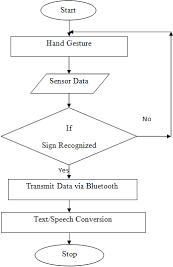 Start
Hand Gesture
Sensor Data
If
Sign Recognized
No
Yes
Transmit Data via Bluetooth
Text/Speech Conversion
Stop